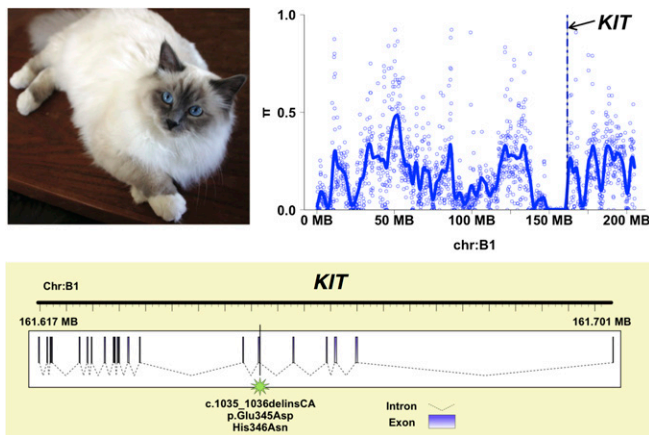 KIT
π
1.0
0.5
0.0
0 MB 50 MB 100 MB 150 MB 200 MB
chr:B1
Chr:B1
KIT
161.617 MB 161.701 MB
c.1035_1036delinsCA
p.Glu345Asp
His346Asn
Intron
Exon